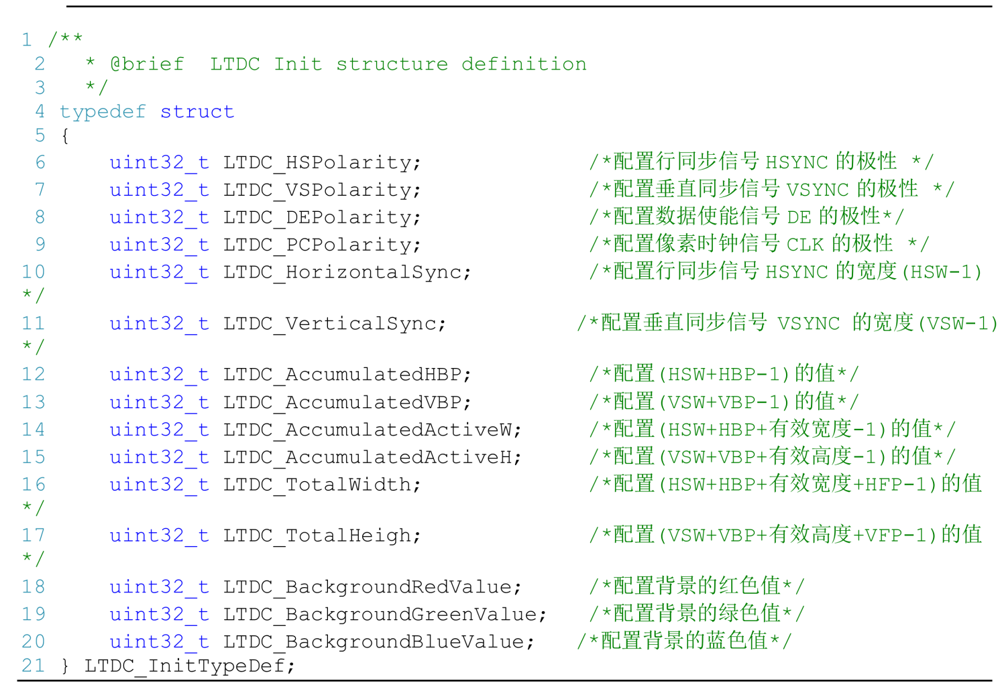 1 /**
2 * @brief LTDC Init structure definition
3 */
4 typedef struct
5 {
6 uint32_t LTDC_HSPolarity; /*配置行同步信号 HSYNC 的极性 */
7 uint32_t LTDC_VSPolarity; /*配置垂直同步信号 VSYNC 的极性 */
8 uint32_t LTDC_DEPolarity; /*配置数据使能信号 DE 的极性*/
9 uint32_t LTDC_PCPolarity; /*配置像素时钟信号 CLK 的极性 */
10 uint32_t LTDC_HorizontalSync; /*配置行同步信号 HSYNC 的宽度(HSW-1)
*/
11 uint32_t LTDC_VerticalSync; /*配置垂直同步信号 VSYNC 的宽度(VSW-1)
*/
12 uint32_t LTDC_AccumulatedHBP; /*配置(HSW+HBP-1)的值*/
13 uint32_t LTDC_AccumulatedVBP; /*配置(VSW+VBP-1)的值*/
14 uint32_t LTDC_AccumulatedActiveW; /*配置(HSW+HBP+有效宽度-1)的值*/
15 uint32_t LTDC_AccumulatedActiveH; /*配置(VSW+VBP+有效高度-1)的值*/
16 uint32_t LTDC_TotalWidth; /*配置(HSW+HBP+有效宽度+HFP-1)的值
*/
17 uint32_t LTDC_TotalHeigh; /*配置(VSW+VBP+有效高度+VFP-1)的值
*/
18 uint32_t LTDC_BackgroundRedValue; /*配置背景的红色值*/
19 uint32_t LTDC_BackgroundGreenValue; /*配置背景的绿色值*/
20 uint32_t LTDC_BackgroundBlueValue; /*配置背景的蓝色值*/
21 } LTDC_InitTypeDef;